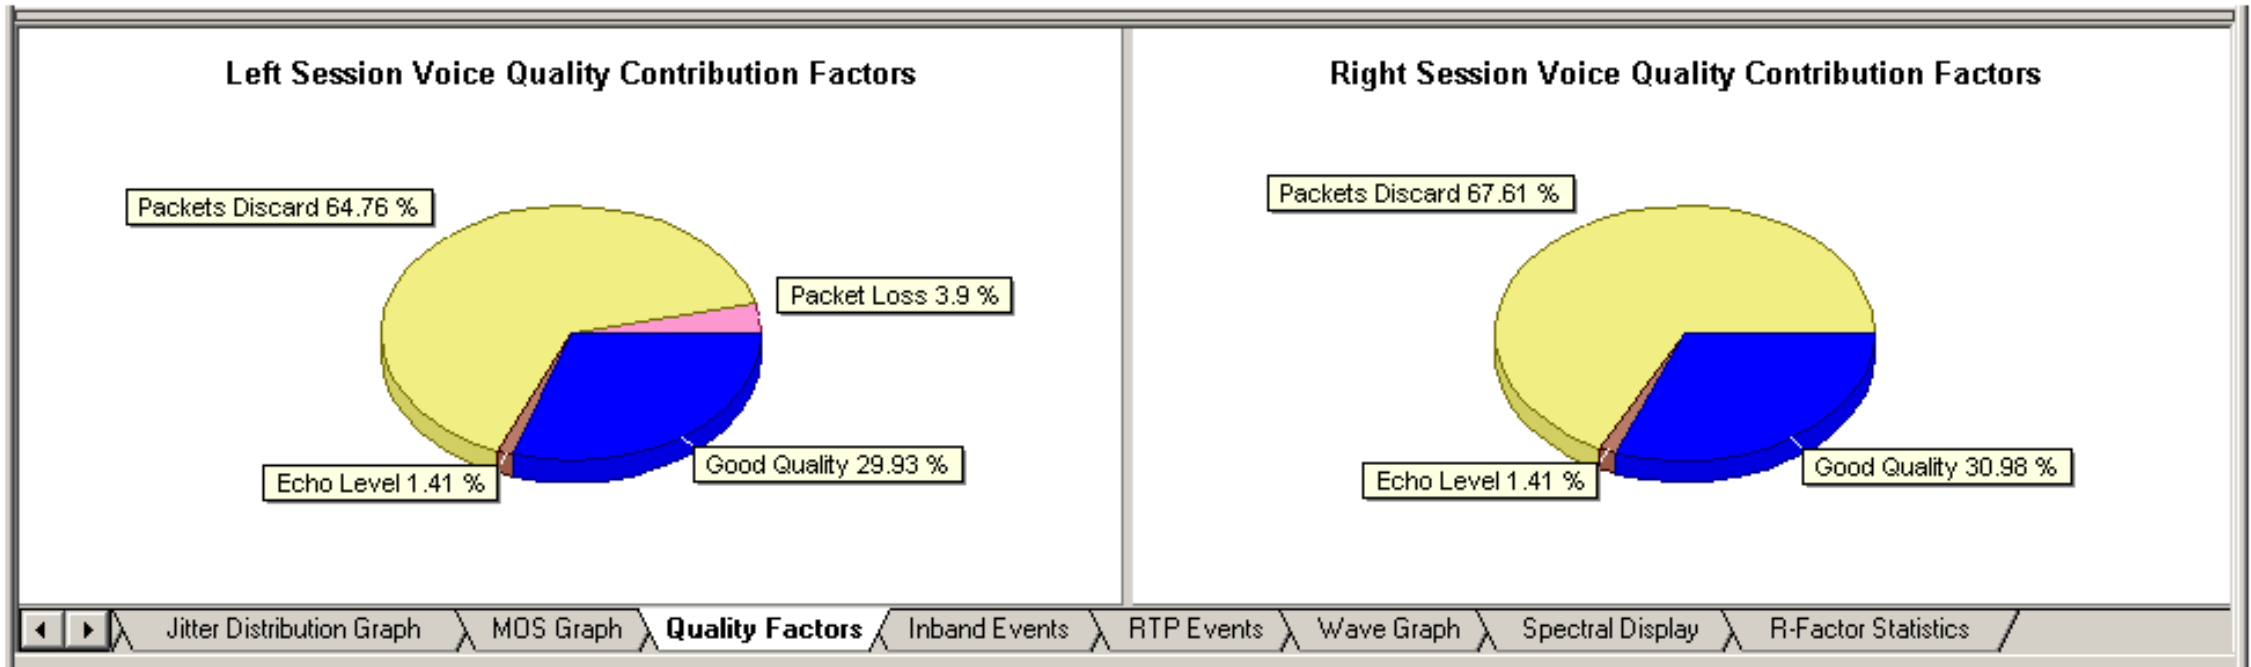 Left Session Voice Quality Contribution Factors
Packets Discard 64.76 %
Packet Loss 3.9 %
Good Quality 29.93 %
Echo Level 1.41 %
Right Session Voice Quality Contribution Factors
Packets Discard 67.61 %
Good Quality 30.98 %
Echo Level 1.41 %
Jitter Distribution Graph
MOS Graph
Quality Factors
Inband Events
RTP Events
Wave Graph
Spectral Display
R-Factor Statistics